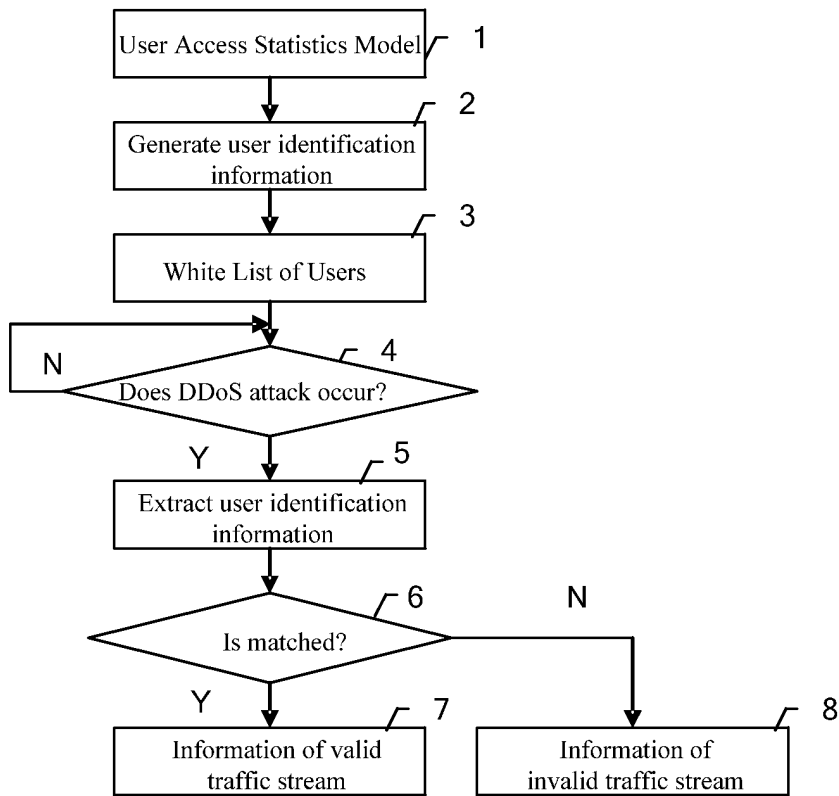 User Access Statistics Model
1
2
Generate user identification
information
3
White List of Users
N
4
Does DDoS attack occur?
Y
5
Extract user identification
information
6
N
Is matched?
Y
7
8
Information of valid
traffic stream
Information of
invalid traffic stream